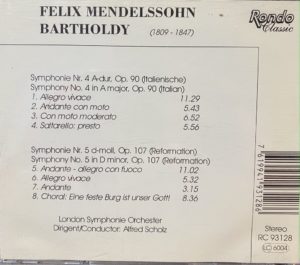 FELIX MENDELSSOHN
BARTHOLDY (1809 - 1847)
Rondo
Classic
Symphonie Nr. 4 A-dur, Op. 90 (Italienische)
Symphony No. 4 in A major, Op. 90 (Italian)
1. Allegro vivace 11.29
2. Andante con moto 5.43
3. Con moto moderato 6.52
4. Saltarello: presto 5.56
Symphonie Nr. 5 d-moll, Op. 107 (Reformation)
Symphony No. 5 in D minor, Op. 107 (Reformation)
5. Andante - allegro con fuoco 11.02
6. Allegro vivace 5.32
7. Andante 3.15
8. Choral: Eine feste Burg ist unser Gott! 8.36
London Symphonie Orchester
Dirigent/Conductor: Alfred Scholz
7619941931286
Stereo
RC 93128
LC 6004